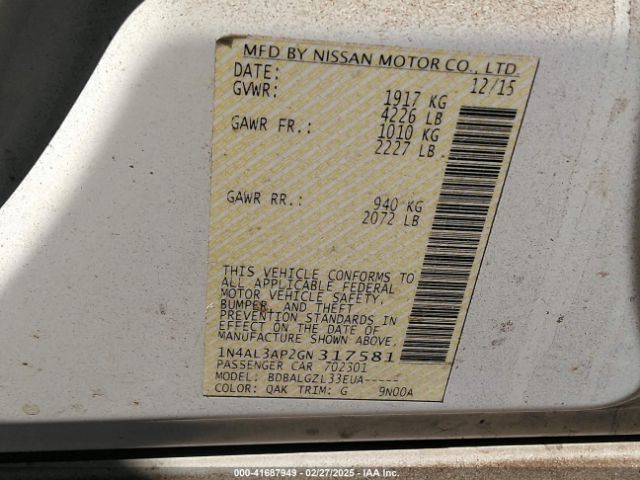 MFD BY NISSAN MOTOR CO., LTD.
DATE: 12/15
GVWR: 1917 KG
4226 LB
GAWR FR.: 1010 KG
2227 LB
GAWR RR.: 940 KG
2072 LB
THIS VEHICLE CONFORMS TO
ALL APPLICABLE FEDERAL
MOTOR VEHICLE SAFETY,
BUMPER, AND THEFT
PREVENTION STANDARDS IN
EFFECT ON THE DATE OF
MANUFACTURE SHOWN ABOVE.
1N4AL3AP2GN317581
PASSENGER CAR 702301
MODEL: BDBALGZL33EUA-----
COLOR: QAK TRIM: G 9N00A
000-41687949 — 02/27/2025 — IAA Inc.